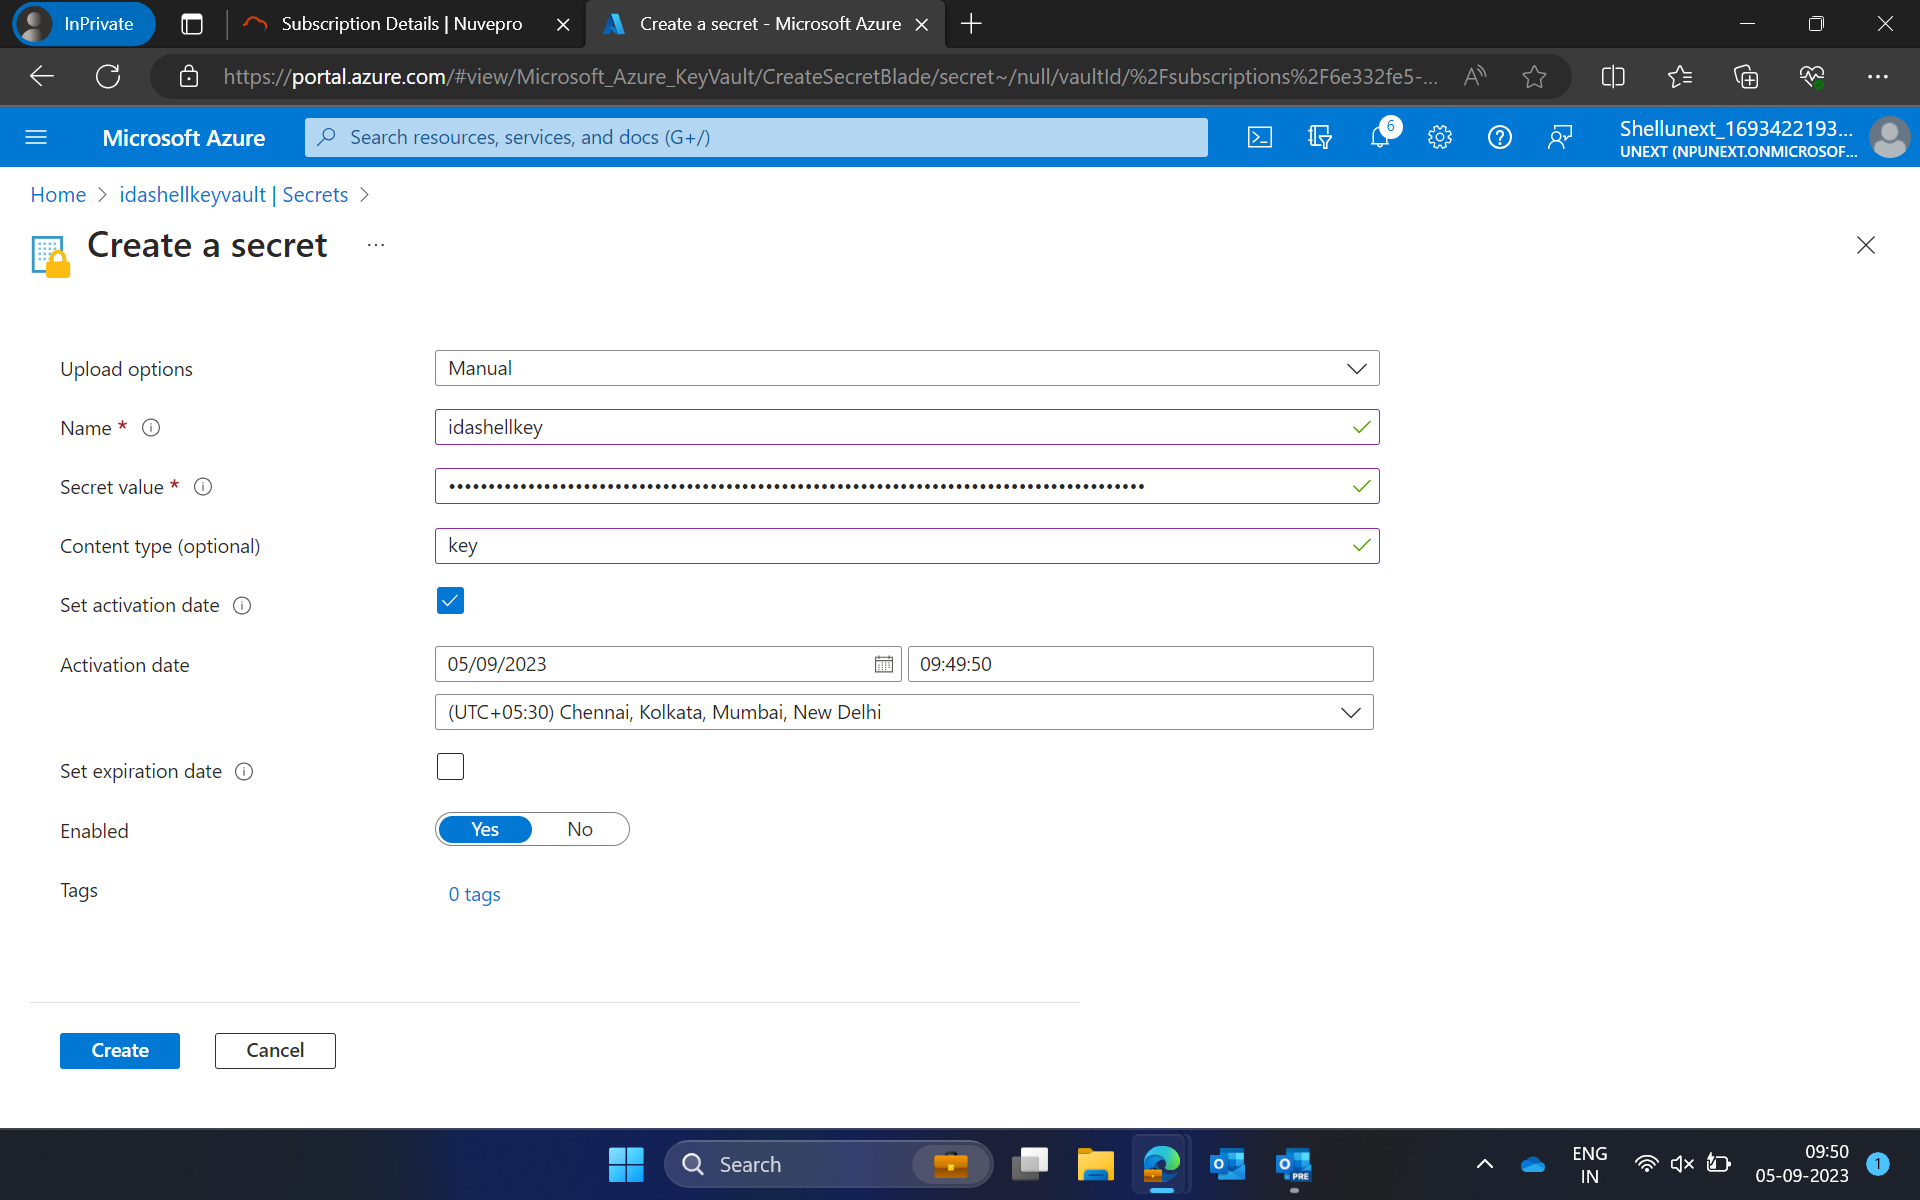 InPrivate
Subscription Details | Nuvepro
Create a secret - Microsoft Azure
https://portal.azure.com/#view/Microsoft_Azure_KeyVault/CreateSecretBlade/secret~/null/vaultId/%2Fsubscriptions%2F6e332fe5-...
Microsoft Azure
Search resources, services, and docs (G+/)
6
Shellunext_1693422193...
UNEXT (NPUNEXT.ONMICROSOF...
Home > idashellkeyvault | Secrets >
Create a secret ...
Upload options
Manual
Name *
idashellkey
Secret value *
Content type (optional)
key
Set activation date
Activation date
05/09/2023
09:49:50
(UTC+05:30) Chennai, Kolkata, Mumbai, New Delhi
Set expiration date
Enabled
Yes
No
Tags
0 tags
Create
Cancel
Search
PRE
ENG
IN
09:50
05-09-2023
1